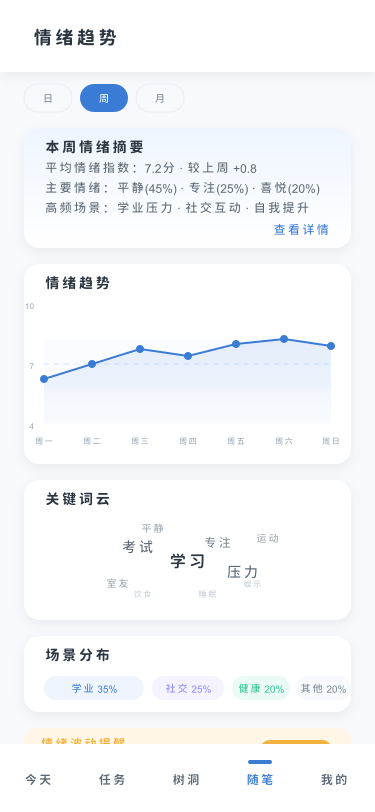 情绪趋势
日 周 月
本周情绪摘要
平均情绪指数：7.2分 · 较上周 +0.8
主要情绪：平静(45%) · 专注(25%) · 喜悦(20%)
高频场景：学业压力 · 社交互动 · 自我提升
查看详情
情绪趋势
10
7
4
周一 周二 周三 周四 周五 周六 周日
关键词云
平静
考试 专注 运动
学习
压力
室友 娱乐
饮食 睡眠
场景分布
学业 35% 社交 25% 健康 20% 其他 20%
情绪波动提醒
今天 任务 树洞 随笔 我的